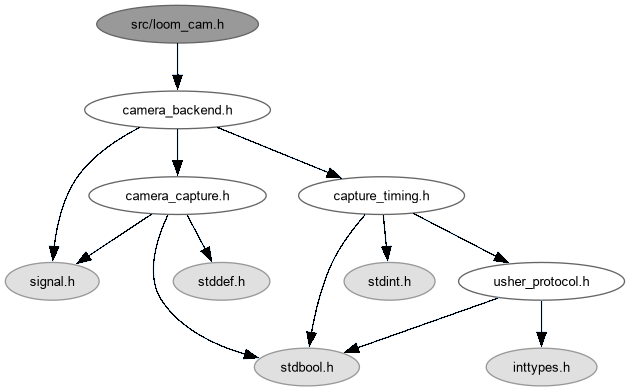 src/loom_cam.h
camera_backend.h
camera_capture.h
capture_timing.h
signal.h
stddef.h
stdint.h
usher_protocol.h
stdbool.h
inttypes.h